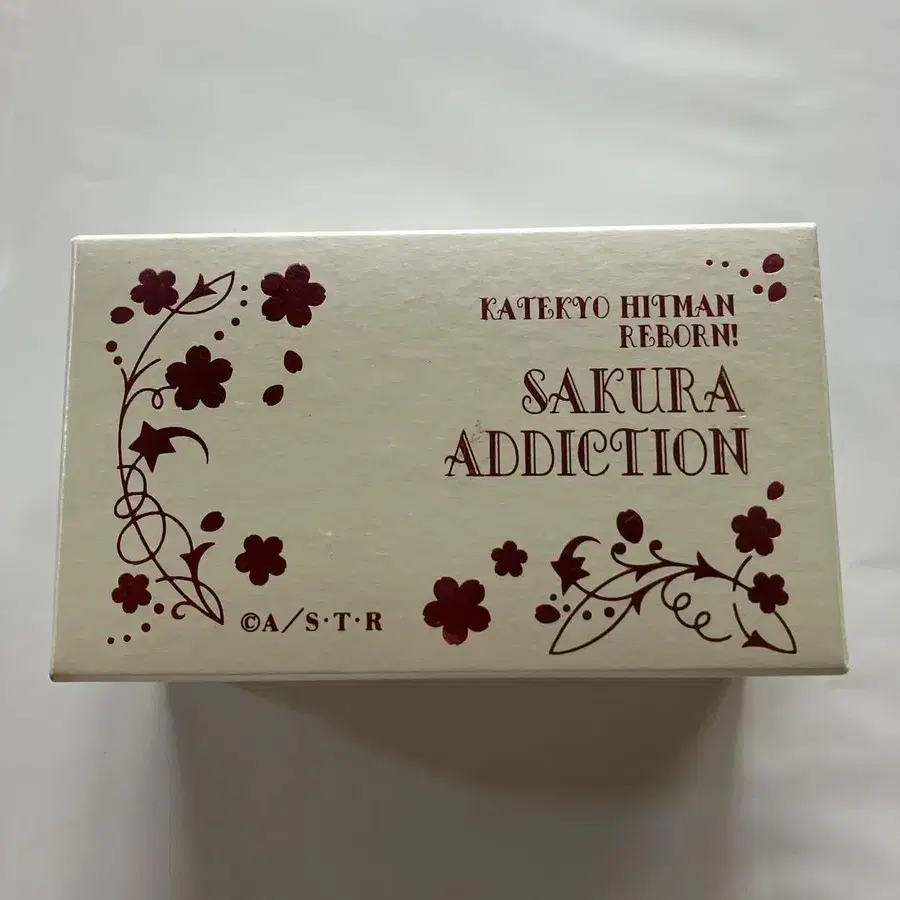 KATEKYO HITMAN
REBORN!
SAKURA
ADDICTION
©A/S·T·R